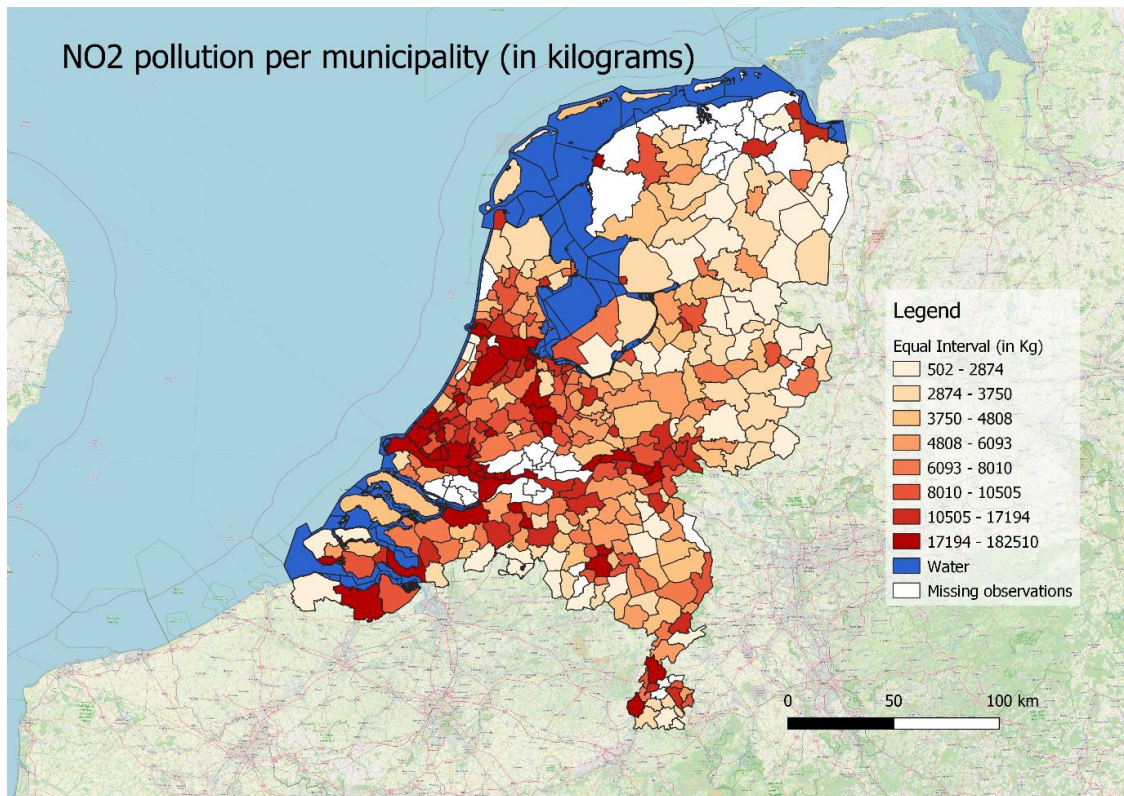 NO2 pollution per municipality (in kilograms)
Legend
Equal Interval (in Kg)
502 - 2874
2874 - 3750
3750 - 4808
4808 - 6093
6093 - 8010
8010 - 10505
10505 - 17194
17194 - 182510
Water
Missing observations
0 50 100 km